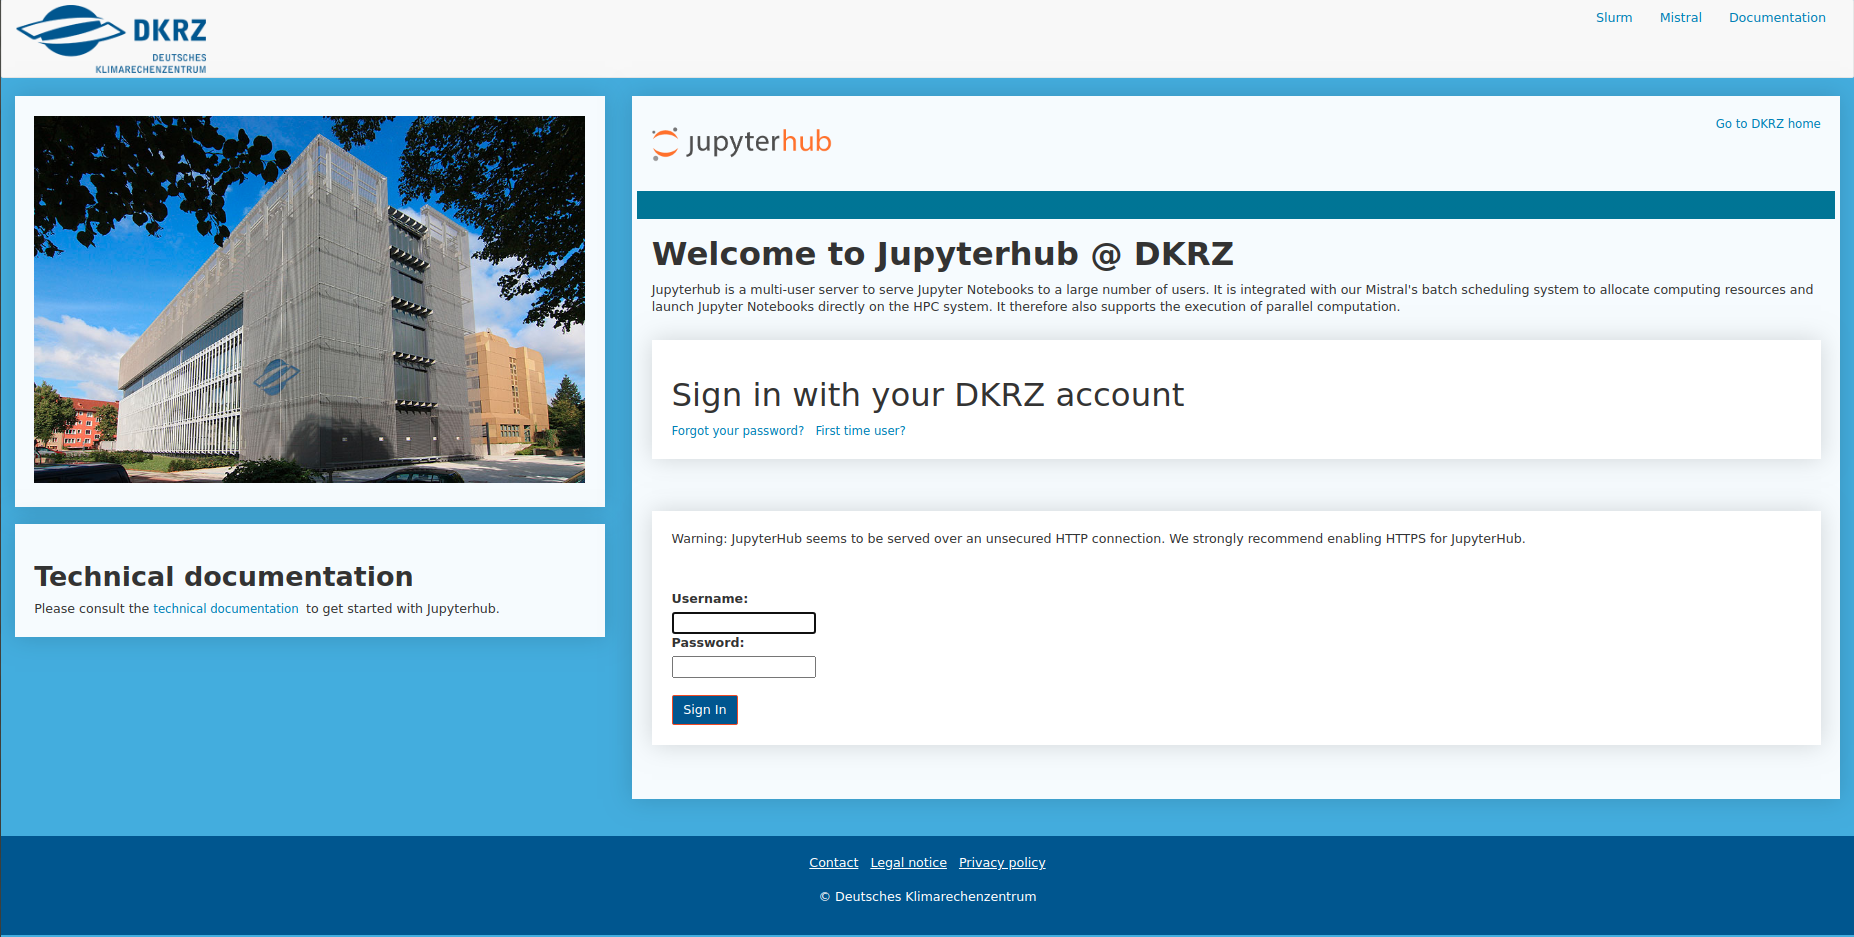 DKRZ
DEUTSCHES
KLIMARECHENZENTRUM
Slurm Mistral Documentation
Technical documentation
Please consult the technical documentation to get started with Jupyterhub.
jupyterhub
Go to DKRZ home
Welcome to Jupyterhub @ DKRZ
Jupyterhub is a multi-user server to serve Jupyter Notebooks to a large number of users. It is integrated with our Mistral's batch scheduling system to allocate computing resources and
launch Jupyter Notebooks directly on the HPC system. It therefore also supports the execution of parallel computation.
Sign in with your DKRZ account
Forgot your password? First time user?
Warning: JupyterHub seems to be served over an unsecured HTTP connection. We strongly recommend enabling HTTPS for JupyterHub.
Username:
Password:
Sign In
Contact Legal notice Privacy policy
© Deutsches Klimarechenzentrum